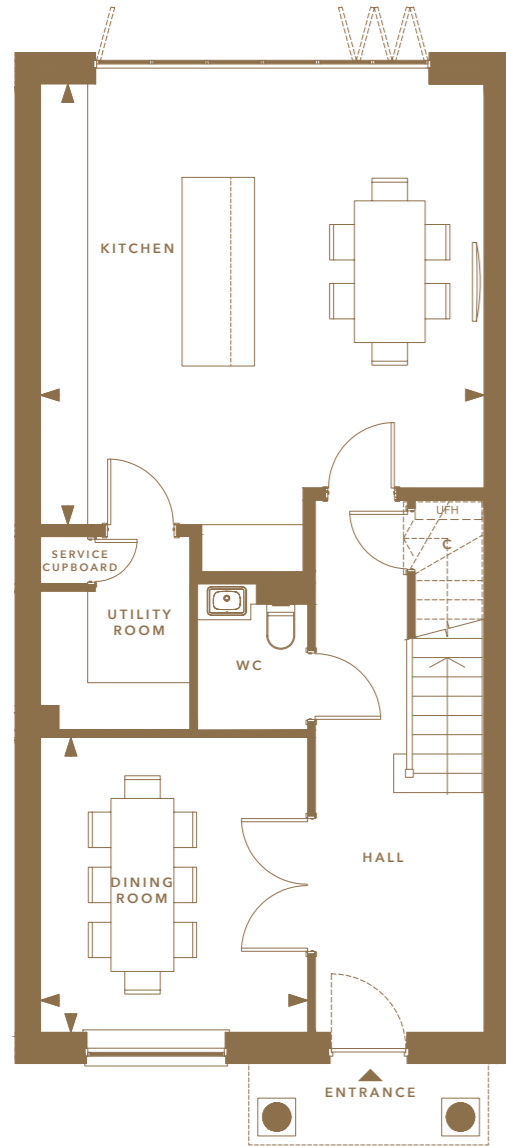 KITCHEN
UFH
C
SERVICE
CUPBOARD
UTILITY
ROOM
WC
HALL
DINING
ROOM
ENTRANCE